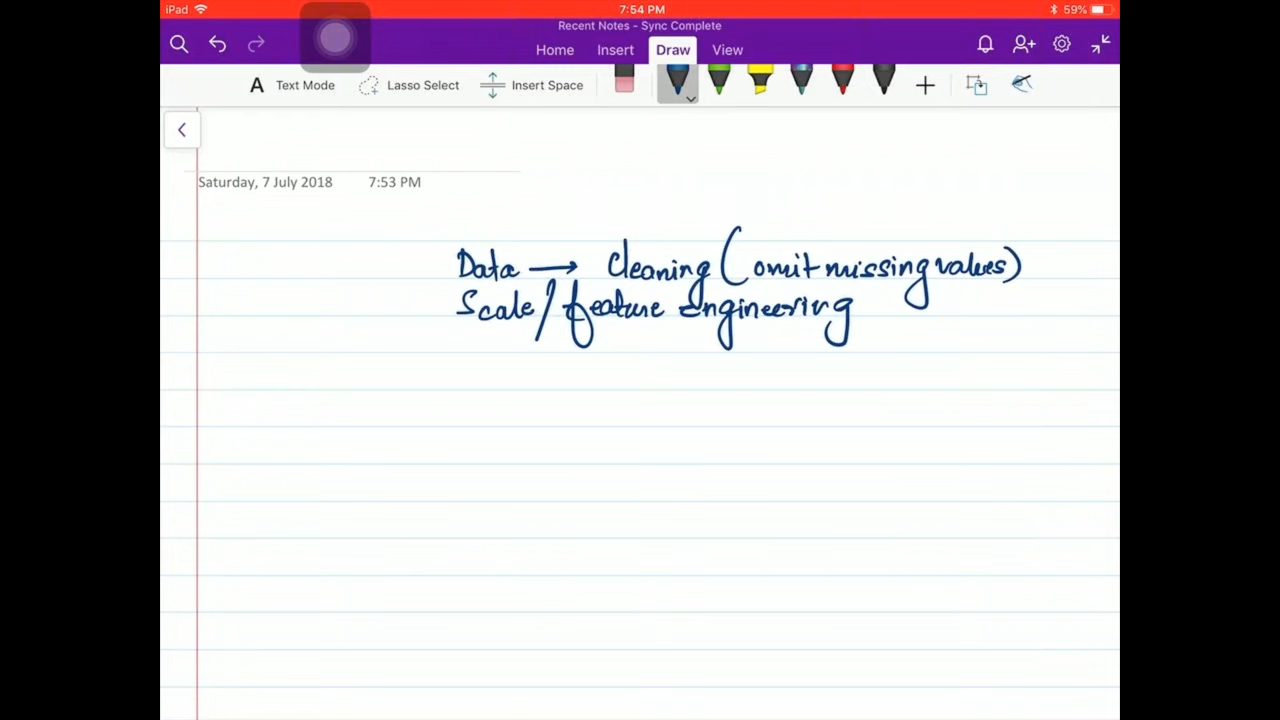 iPad 7:54 PM 59%
Recent Notes - Sync Complete
Home Insert Draw View
A Text Mode Lasso Select Insert Space
Saturday, 7 July 2018 7:53 PM
Data → Cleaning (omit missing values)
Scale/feature engineering